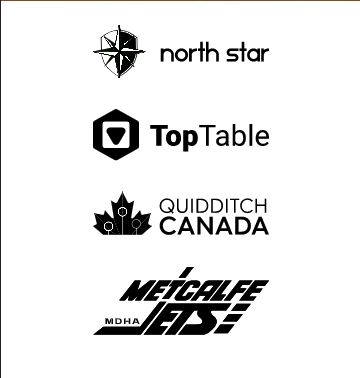 north star
TopTable
QUIDDITCH
CANADA
METCALFE
MDHA JETS